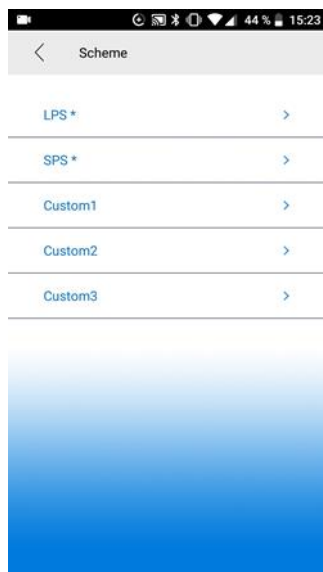 44 % 15:23
Scheme
LPS *
SPS *
Custom1
Custom2
Custom3